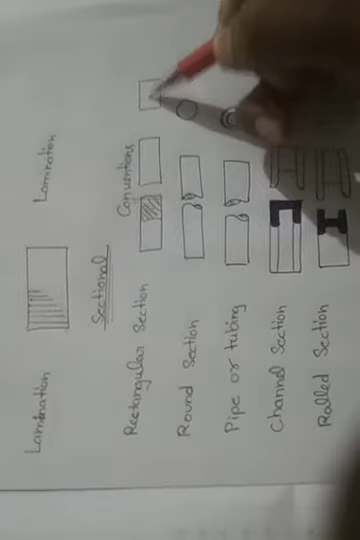 Lamination Lamination
Sectional Conventions
Rectangular Section
Round Section
Pipe or tubing
Channel Section
Rolled Section